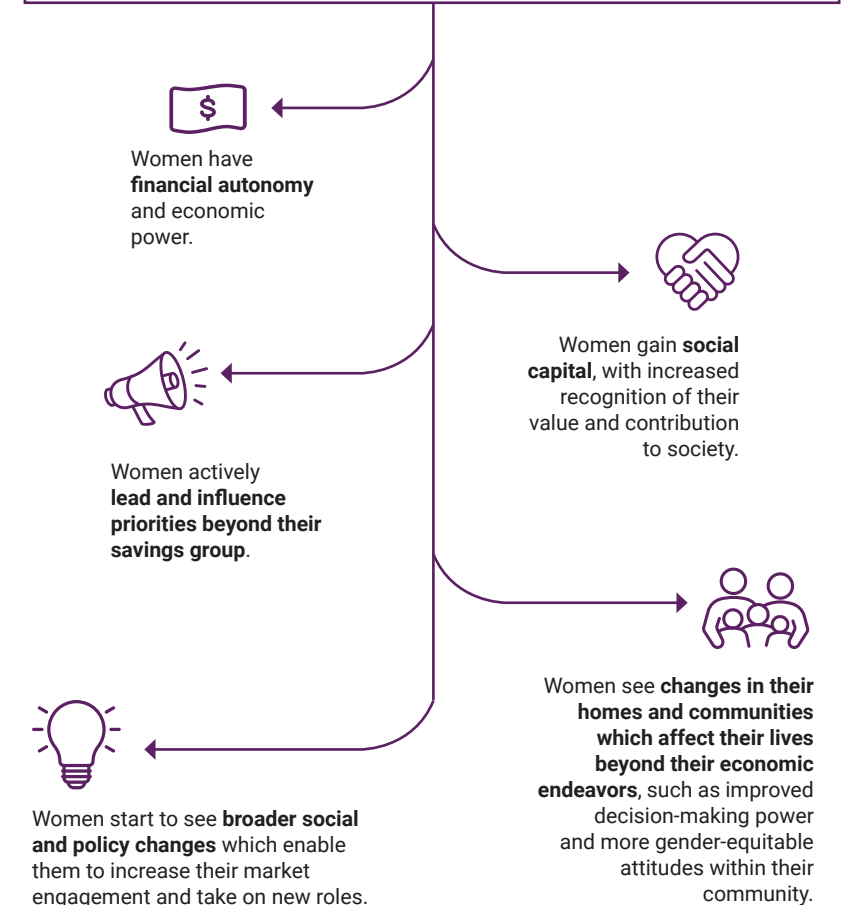 $
Women have
financial autonomy
and economic
power.
Women gain social
capital, with increased
recognition of their
value and contribution
to society.
Women actively
lead and influence
priorities beyond their
savings group.
Women see changes in their
homes and communities
which affect their lives
beyond their economic
endeavors, such as improved
decision-making power
and more gender-equitable
attitudes within their
community.
Women start to see broader social
and policy changes which enable
them to increase their market
engagement and take on new roles.